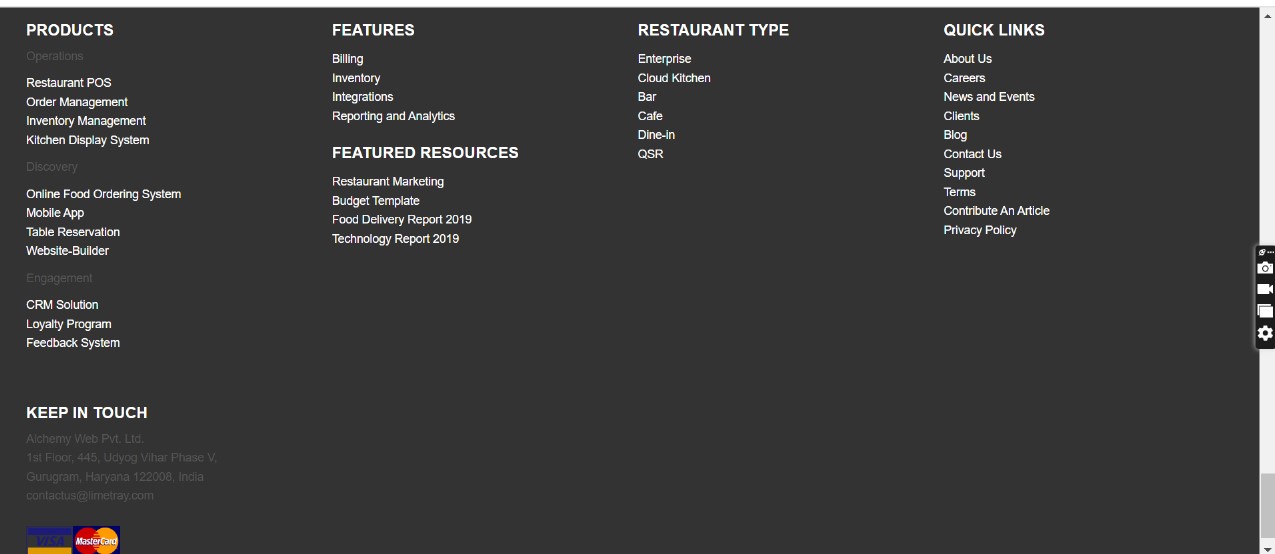 PRODUCTS
Operations
Restaurant POS
Order Management
Inventory Management
Kitchen Display System
Discovery
Online Food Ordering System
Mobile App
Table Reservation
Website-Builder
Engagement
CRM Solution
Loyalty Program
Feedback System
FEATURES
Billing
Inventory
Integrations
Reporting and Analytics
FEATURED RESOURCES
Restaurant Marketing
Budget Template
Food Delivery Report 2019
Technology Report 2019
RESTAURANT TYPE
Enterprise
Cloud Kitchen
Bar
Cafe
Dine-in
QSR
QUICK LINKS
About Us
Careers
News and Events
Clients
Blog
Contact Us
Support
Terms
Contribute An Article
Privacy Policy
KEEP IN TOUCH
Alchemy Web Pvt. Ltd.
1st Floor, 445, Udyog Vihar Phase V,
Gurugram, Haryana 122008, India
contactus@limetray.com
VISA MasterCard